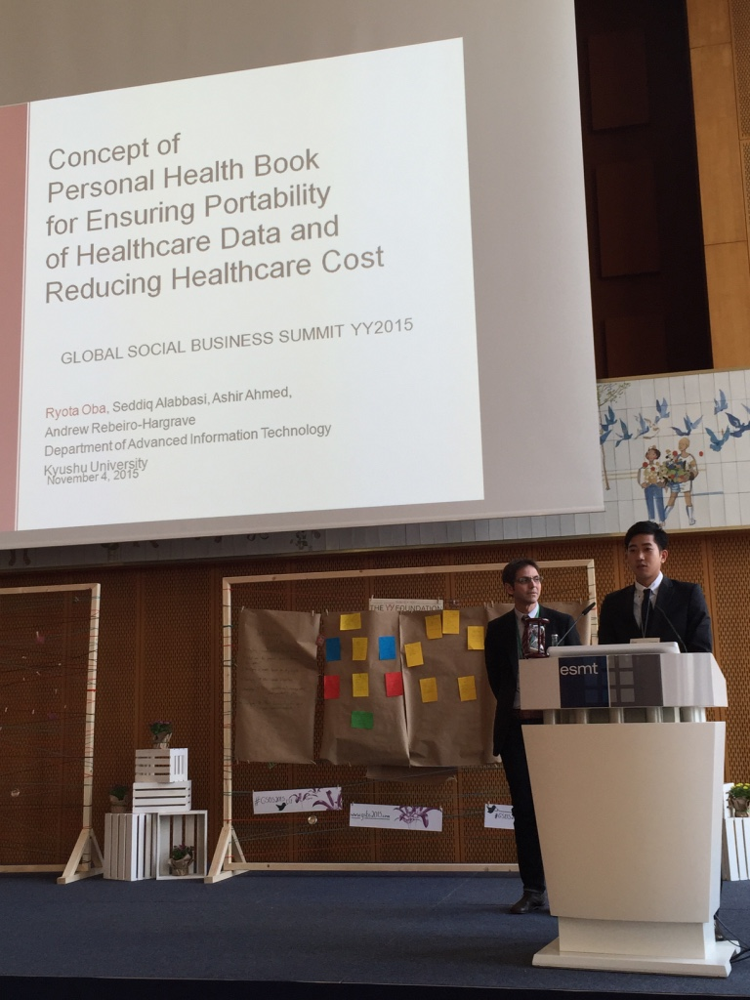 Concept of
Personal Health Book
for Ensuring Portability
of Healthcare Data and
Reducing Healthcare Cost
GLOBAL SOCIAL BUSINESS SUMMIT YY2015
Ryota Oba, Seddiq Alabbasi, Ashir Ahmed,
Andrew Rebeiro-Hargrave
Department of Advanced Information Technology
Kyushu University
November 4, 2015
THE YY FOUNDATION
esmt